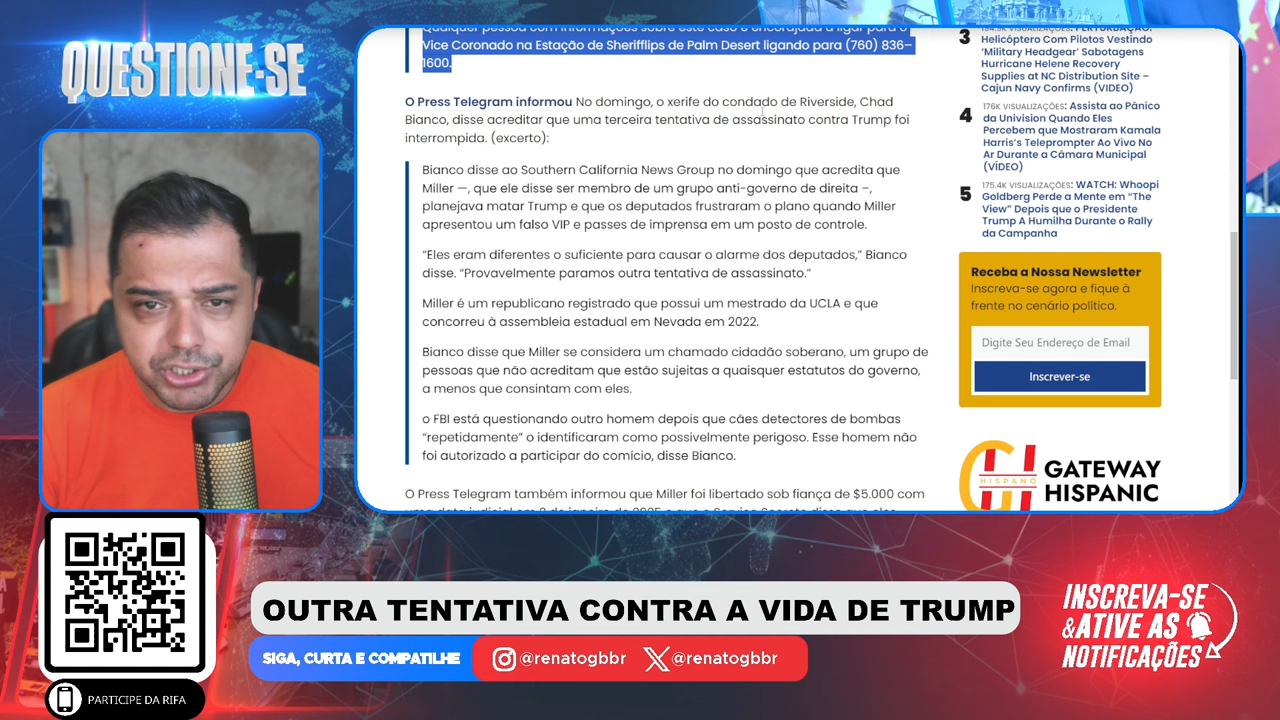 QUESTIONE-SE
Qualquer pessoa com informações sobre este caso é encorajada a ligar para o
Vice Coronado na Estação de Sherifflips de Palm Desert ligando para (760) 836–
1600.
O Press Telegram informou No domingo, o xerife do condado de Riverside, Chad
Bianco, disse acreditar que uma terceira tentativa de assassinato contra Trump foi
interrompida. (excerto):
Bianco disse ao Southern California News Group no domingo que acredita que
Miller —, que ele disse ser membro de um grupo anti-governo de direita –,
planejava matar Trump e que os deputados frustraram o plano quando Miller
apresentou um falso VIP e passes de imprensa em um posto de controle.
“Eles eram diferentes o suficiente para causar o alarme dos deputados,” Bianco
disse. “Provavelmente paramos outra tentativa de assassinato.”
Miller é um republicano registrado que possui um mestrado da UCLA e que
concorreu à assembleia estadual em Nevada em 2022.
Bianco disse que Miller se considera um chamado cidadão soberano, um grupo de
pessoas que não acreditam que estão sujeitas a quaisquer estatutos do governo,
a menos que consintam com eles.
o FBI está questionando outro homem depois que cães detectores de bombas
“repetidamente” o identificaram como possivelmente perigoso. Esse homem não
foi autorizado a participar do comício, disse Bianco.
O Press Telegram também informou que Miller foi libertado sob fiança de $5.000 com
3 VISUALIZAÇÕES: PERTURBAÇÃO:
Helicóptero Com Pilotos Vestindo
‘Military Headgear’ Sabotagens
Hurricane Helene Recovery
Supplies at NC Distribution Site –
Cajun Navy Confirms (VIDEO)
4 176K VISUALIZAÇÕES: Assista ao Pânico
da Univision Quando Eles
Percebem que Mostraram Kamala
Harris’s Teleprompter Ao Vivo No
Ar Durante a Câmara Municipal
(VÍDEO)
5 175.4K VISUALIZAÇÕES: WATCH: Whoopi
Goldberg Perde a Mente em “The
View” Depois que o Presidente
Trump A Humilha Durante o Rally
da Campanha
Receba a Nossa Newsletter
Inscreva-se agora e fique à
frente no cenário político.
Digite Seu Endereço de Email
Inscrever-se
GH HISPANO
GATEWAY
HISPANIC
OUTRA TENTATIVA CONTRA A VIDA DE TRUMP
SIGA, CURTA E COMPATILHE
@renatogbbr
@renatogbbr
INSCREVA-SE
&ATIVE AS
NOTIFICAÇÕES
PARTICIPE DA RIFA